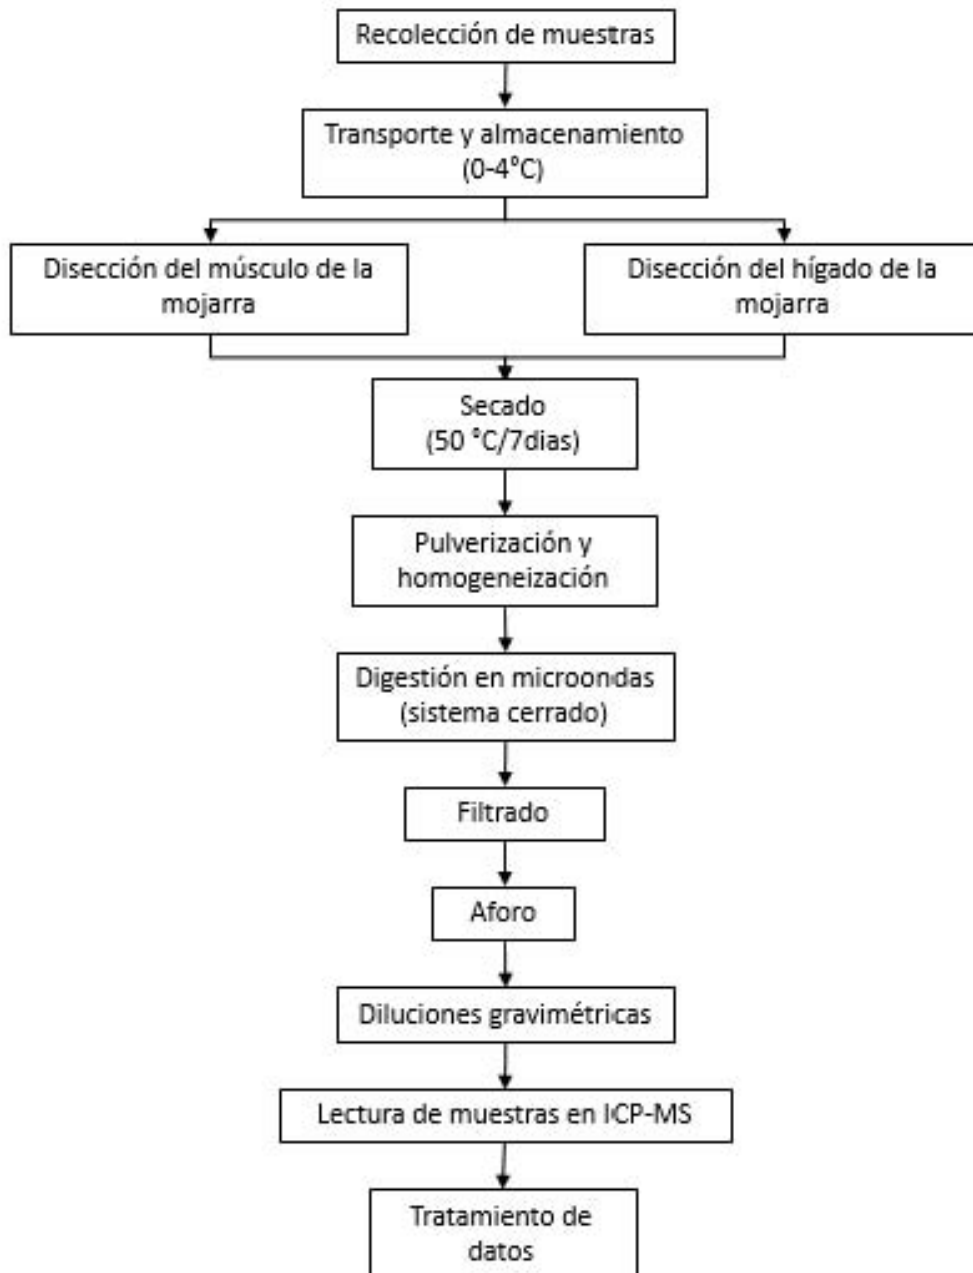 Recolección de muestras
Transporte y almacenamiento
(0-4°C)
Disección del músculo de la
mojarra
Disección del hígado de la
mojarra
Secado
(50 °C/7dias)
Pulverización y
homogeneización
Digestión en microondas
(sistema cerrado)
Filtrado
Aforo
Diluciones gravimétricas
Lectura de muestras en ICP-MS
Tratamiento de
datos